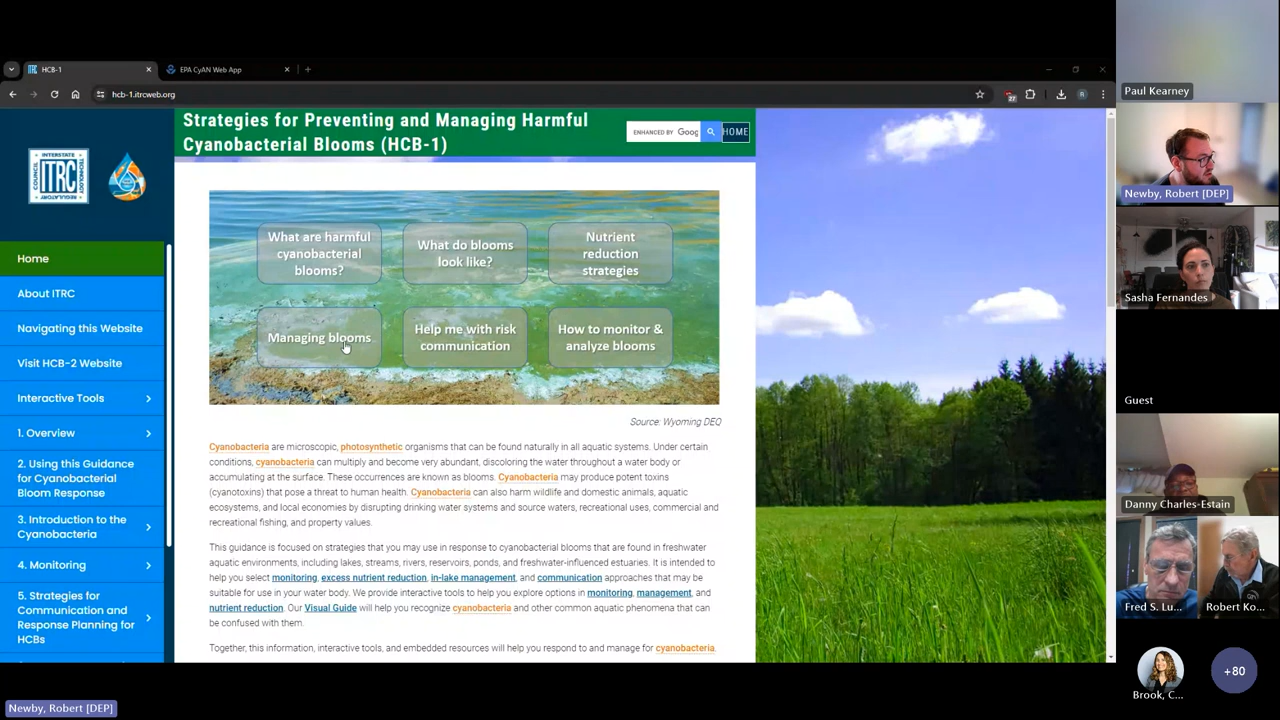 HCB-1
EPA CyAN Web App
hcb-1.itrcweb.org
INTERSTATE
COUNCIL
ITRC
TECHNOLOGY
REGULATORY
Strategies for Preventing and Managing Harmful
Cyanobacterial Blooms (HCB-1)
ENHANCED BY Goog
HOME
Home
About ITRC
Navigating this Website
Visit HCB-2 Website
Interactive Tools
1. Overview
2. Using this Guidance
for Cyanobacterial
Bloom Response
3. Introduction to the
Cyanobacteria
4. Monitoring
5. Strategies for
Communication and
Response Planning for
HCBs
What are harmful
cyanobacterial
blooms?
What do blooms
look like?
Nutrient
reduction
strategies
Managing blooms
Help me with risk
communication
How to monitor &
analyze blooms
Source: Wyoming DEQ
Cyanobacteria are microscopic, photosynthetic organisms that can be found naturally in all aquatic systems. Under certain
conditions, cyanobacteria can multiply and become very abundant, discoloring the water throughout a water body or
accumulating at the surface. These occurrences are known as blooms. Cyanobacteria may produce potent toxins
(cyanotoxins) that pose a threat to human health. Cyanobacteria can also harm wildlife and domestic animals, aquatic
ecosystems, and local economies by disrupting drinking water systems and source waters, recreational uses, commercial and
recreational fishing, and property values.
This guidance is focused on strategies that you may use in response to cyanobacterial blooms that are found in freshwater
aquatic environments, including lakes, streams, rivers, reservoirs, ponds, and freshwater-influenced estuaries. It is intended to
help you select monitoring, excess nutrient reduction, in-lake management, and communication approaches that may be
suitable for use in your water body. We provide interactive tools to help you explore options in monitoring, management, and
nutrient reduction. Our Visual Guide will help you recognize cyanobacteria and other common aquatic phenomena that can
be confused with them.
Together, this information, interactive tools, and embedded resources will help you respond to and manage for cyanobacteria.
Paul Kearney
Newby, Robert [DEP]
Sasha Fernandes
Guest
Danny Charles-Estain
Fred S. Lu...
Robert Ko...
Brook, C...
+80
Newby, Robert [DEP]